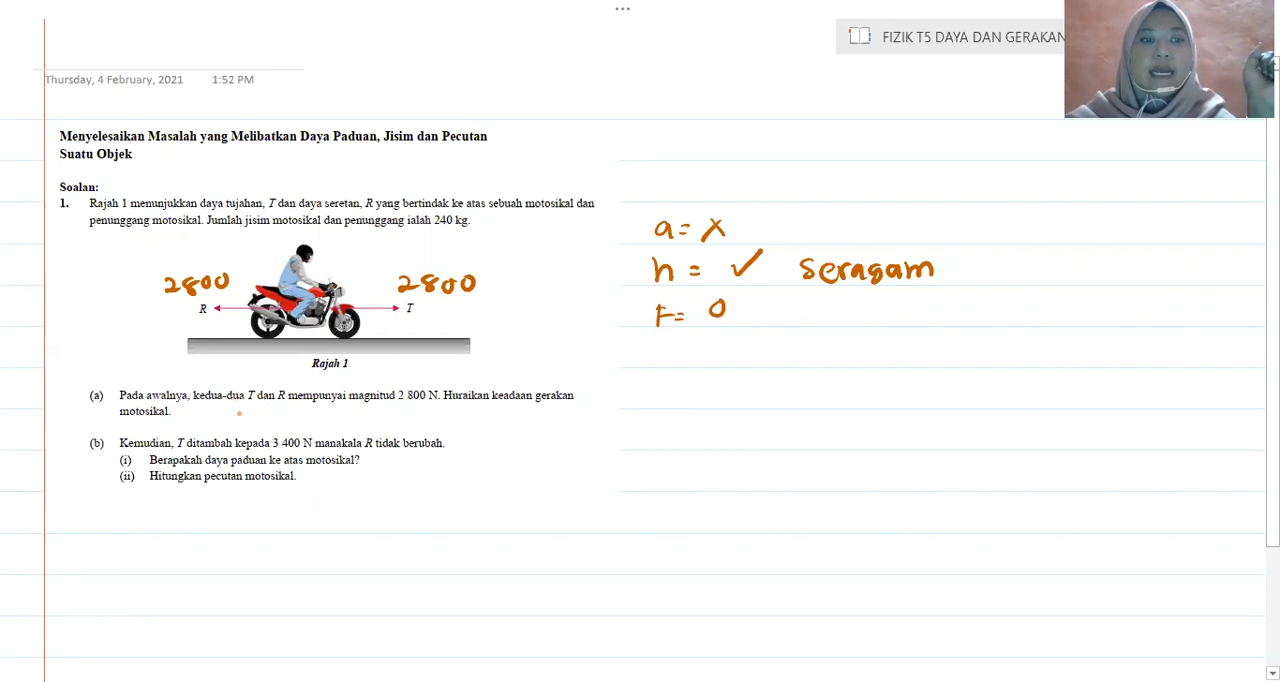 FIZIK T5 DAYA DAN GERAKAN
Thursday, 4 February, 2021 1:52 PM
Menyelesaikan Masalah yang Melibatkan Daya Paduan, Jisim dan Pecutan
Suatu Objek
Soalan:
1. Rajah 1 menunjukkan daya tujahan, T dan daya seretan, R yang bertindak ke atas sebuah motosikal dan
penunggang motosikal. Jumlah jisim motosikal dan penunggang ialah 240 kg.
2800 2800
R T
Rajah 1
(a) Pada awalnya, kedua-dua T dan R mempunyai magnitud 2 800 N. Huraikan keadaan gerakan
motosikal.
(b) Kemudian, T ditambah kepada 3 400 N manakala R tidak berubah.
(i) Berapakah daya paduan ke atas motosikal?
(ii) Hitungkan pecutan motosikal.
a = x
h = ✓ seragam
F = 0